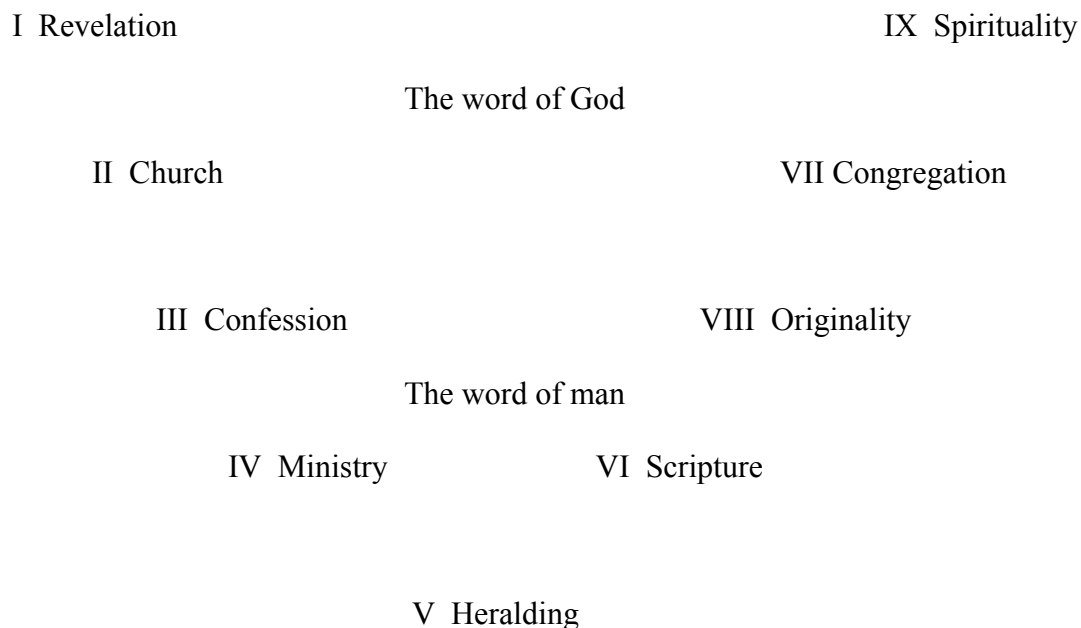 I Revelation IX Spirituality
The word of God
II Church VII Congregation
III Confession VIII Originality
The word of man
IV Ministry VI Scripture
V Heralding